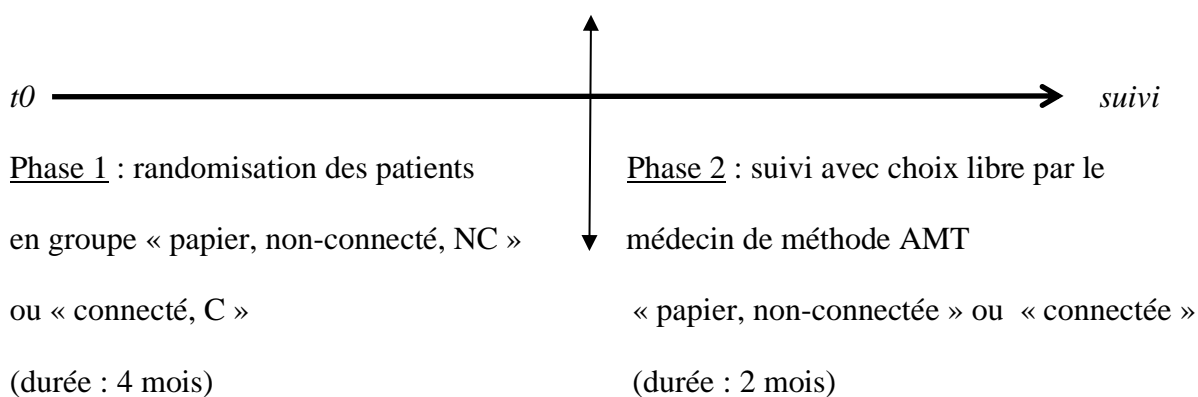 t0 suivi
Phase 1 : randomisation des patients
en groupe « papier, non-connecté, NC »
ou « connecté, C »
(durée : 4 mois)
Phase 2 : suivi avec choix libre par le
médecin de méthode AMT
« papier, non-connectée » ou « connectée »
(durée : 2 mois)